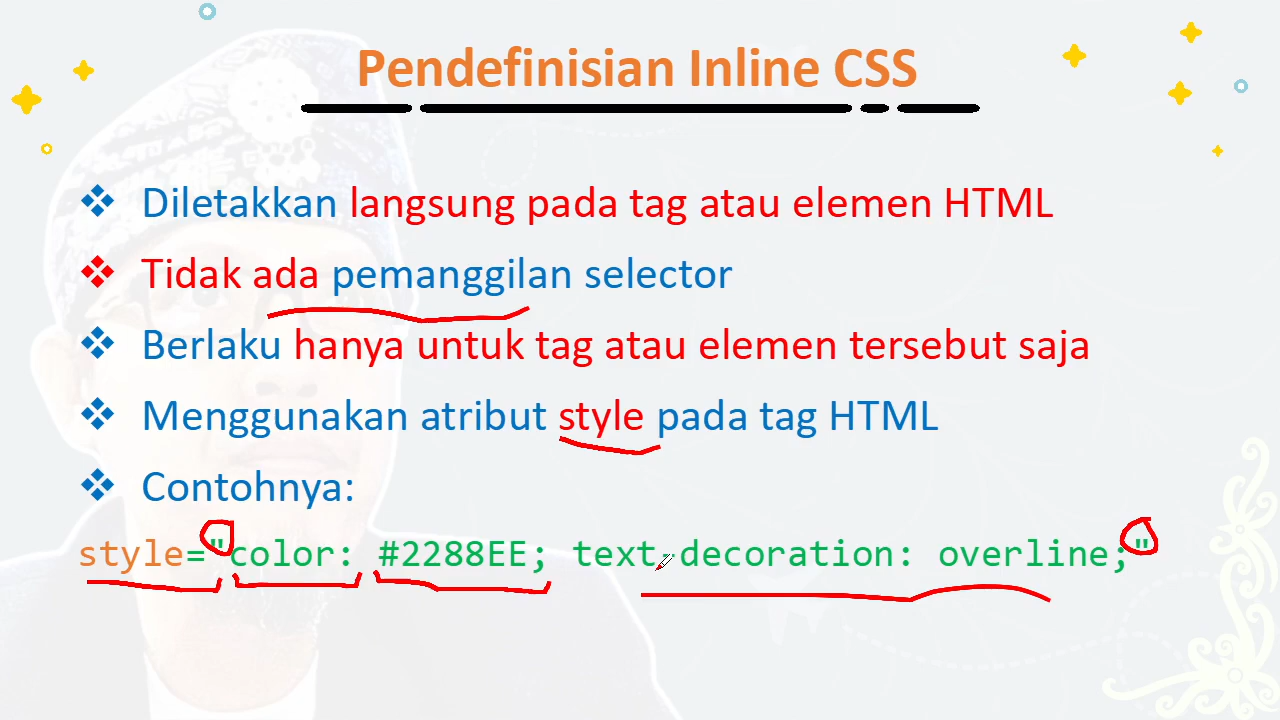 Pendefinisian Inline CSS
Diletakkan langsung pada tag atau elemen HTML
Tidak ada pemanggilan selector
Berlaku hanya untuk tag atau elemen tersebut saja
Menggunakan atribut style pada tag HTML
Contohnya:
style="color: #2288EE; text-decoration: overline;"